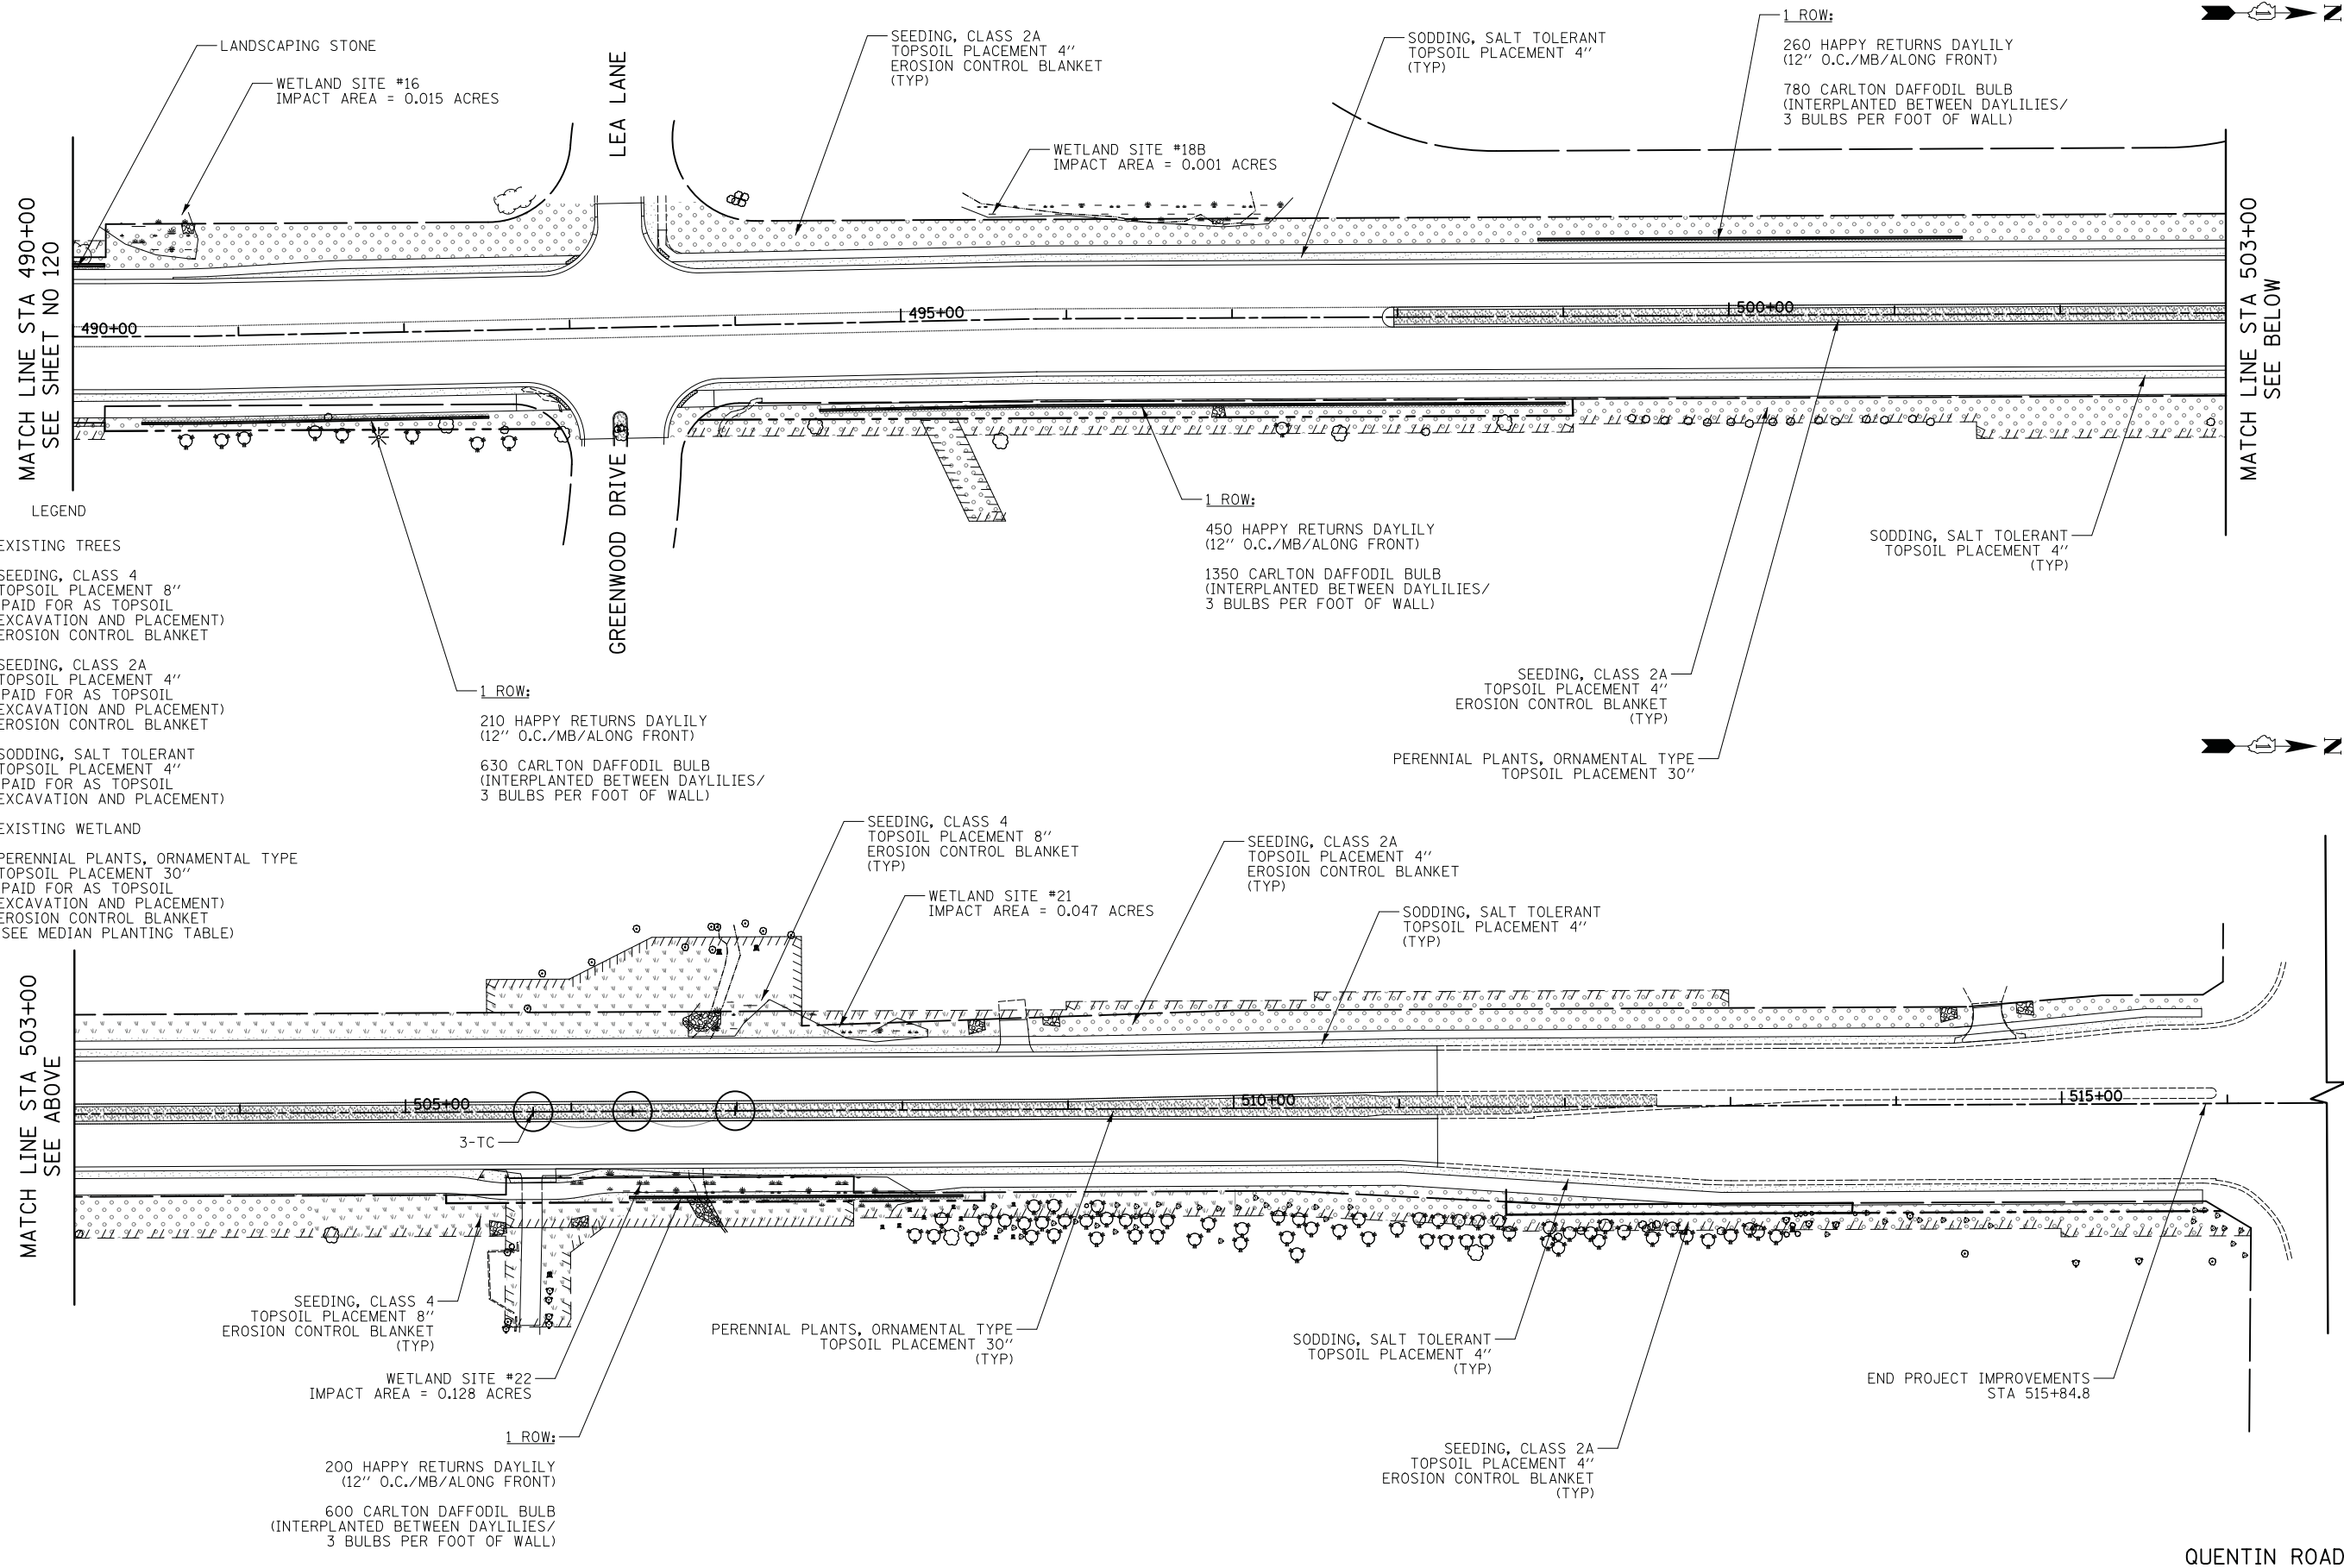 LANDSCAPING STONE
WETLAND SITE #16
IMPACT AREA = 0.015 ACRES
LEA LANE
SEEDING, CLASS 2A
TOPSOIL PLACEMENT 4"
EROSION CONTROL BLANKET
(TYP)
WETLAND SITE #18B
IMPACT AREA = 0.001 ACRES
SODDING, SALT TOLERANT
TOPSOIL PLACEMENT 4"
(TYP)
1 ROW:
260 HAPPY RETURNS DAYLILY
(12" O.C./MB/ALONG FRONT)
780 CARLTON DAFFODIL BULB
(INTERPLANTED BETWEEN DAYLILIES/
3 BULBS PER FOOT OF WALL)
N
MATCH LINE STA 490+00
SEE SHEET NO 120
490+00
495+00
500+00
MATCH LINE STA 503+00
SEE BELOW
GREENWOOD DRIVE
LEGEND
EXISTING TREES
SEEDING, CLASS 4
TOPSOIL PLACEMENT 8"
PAID FOR AS TOPSOIL
EXCAVATION AND PLACEMENT)
EROSION CONTROL BLANKET
SEEDING, CLASS 2A
TOPSOIL PLACEMENT 4"
PAID FOR AS TOPSOIL
EXCAVATION AND PLACEMENT)
EROSION CONTROL BLANKET
SODDING, SALT TOLERANT
TOPSOIL PLACEMENT 4"
PAID FOR AS TOPSOIL
EXCAVATION AND PLACEMENT)
EXISTING WETLAND
PERENNIAL PLANTS, ORNAMENTAL TYPE
TOPSOIL PLACEMENT 30"
PAID FOR AS TOPSOIL
EXCAVATION AND PLACEMENT)
EROSION CONTROL BLANKET
SEE MEDIAN PLANTING TABLE)
1 ROW:
210 HAPPY RETURNS DAYLILY
(12" O.C./MB/ALONG FRONT)
630 CARLTON DAFFODIL BULB
(INTERPLANTED BETWEEN DAYLILIES/
3 BULBS PER FOOT OF WALL)
1 ROW:
450 HAPPY RETURNS DAYLILY
(12" O.C./MB/ALONG FRONT)
1350 CARLTON DAFFODIL BULB
(INTERPLANTED BETWEEN DAYLILIES/
3 BULBS PER FOOT OF WALL)
SODDING, SALT TOLERANT
TOPSOIL PLACEMENT 4"
(TYP)
SEEDING, CLASS 2A
TOPSOIL PLACEMENT 4"
EROSION CONTROL BLANKET
(TYP)
PERENNIAL PLANTS, ORNAMENTAL TYPE
TOPSOIL PLACEMENT 30"
N
SEEDING, CLASS 4
TOPSOIL PLACEMENT 8"
EROSION CONTROL BLANKET
(TYP)
WETLAND SITE #21
IMPACT AREA = 0.047 ACRES
SEEDING, CLASS 2A
TOPSOIL PLACEMENT 4"
EROSION CONTROL BLANKET
(TYP)
SODDING, SALT TOLERANT
TOPSOIL PLACEMENT 4"
(TYP)
MATCH LINE STA 503+00
SEE ABOVE
505+00
510+00
515+00
3-TC
SEEDING, CLASS 4
TOPSOIL PLACEMENT 8"
EROSION CONTROL BLANKET
(TYP)
WETLAND SITE #22
IMPACT AREA = 0.128 ACRES
1 ROW:
200 HAPPY RETURNS DAYLILY
(12" O.C./MB/ALONG FRONT)
600 CARLTON DAFFODIL BULB
(INTERPLANTED BETWEEN DAYLILIES/
3 BULBS PER FOOT OF WALL)
PERENNIAL PLANTS, ORNAMENTAL TYPE
TOPSOIL PLACEMENT 30"
(TYP)
SODDING, SALT TOLERANT
TOPSOIL PLACEMENT 4"
(TYP)
SEEDING, CLASS 2A
TOPSOIL PLACEMENT 4"
EROSION CONTROL BLANKET
(TYP)
END PROJECT IMPROVEMENTS
STA 515+84.8
QUENTIN ROAD